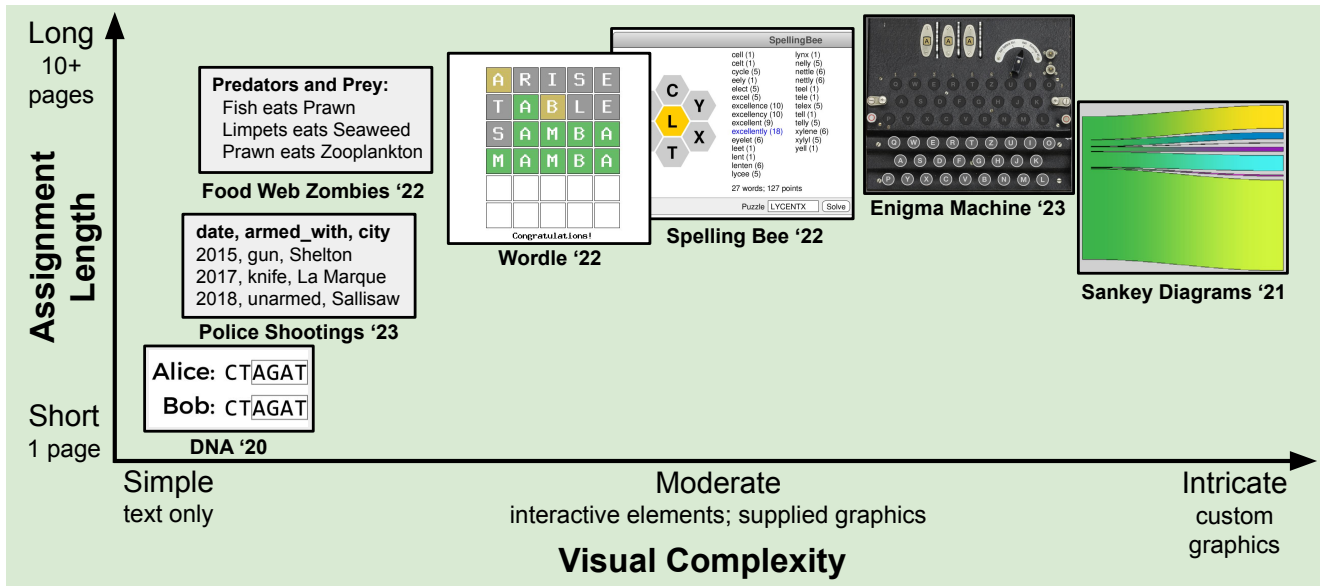 Long
10+
pages
Assignment
Length
Short
1 page
Predators and Prey:
Fish eats Prawn
Limpets eats Seaweed
Prawn eats Zooplankton
Food Web Zombies ‘22
date, armed_with, city
2015, gun, Shelton
2017, knife, La Marque
2018, unarmed, Sallisaw
Police Shootings ‘23
Alice: CTAGAT
Bob: CTAGAT
DNA ‘20
A R I S E
T A B L E
S A M B A
M A M B A
Congratulations!
Wordle ‘22
SpellingBee
C
Y
L
X
T
cell (1)
celt (1)
cycle (5)
eely (1)
elect (5)
excel (5)
excellence (10)
excellency (10)
excellent (9)
excellently (18)
eyelet (6)
leet (1)
lent (1)
lenten (6)
lycee (5)
lynx (1)
nelly (5)
nettle (6)
nettly (6)
teel (1)
tele (1)
telex (5)
tell (1)
telly (5)
xylene (6)
xylyl (5)
yell (1)
27 words; 127 points
Puzzle LYCENTX Solve
Spelling Bee ‘22
A A A
Q W E R T Z U I O
A S D F G H J K
P Y X C V B N M L
Enigma Machine ‘23
Sankey Diagrams ‘21
Simple
text only
Moderate
interactive elements; supplied graphics
Intricate
custom
graphics
Visual Complexity